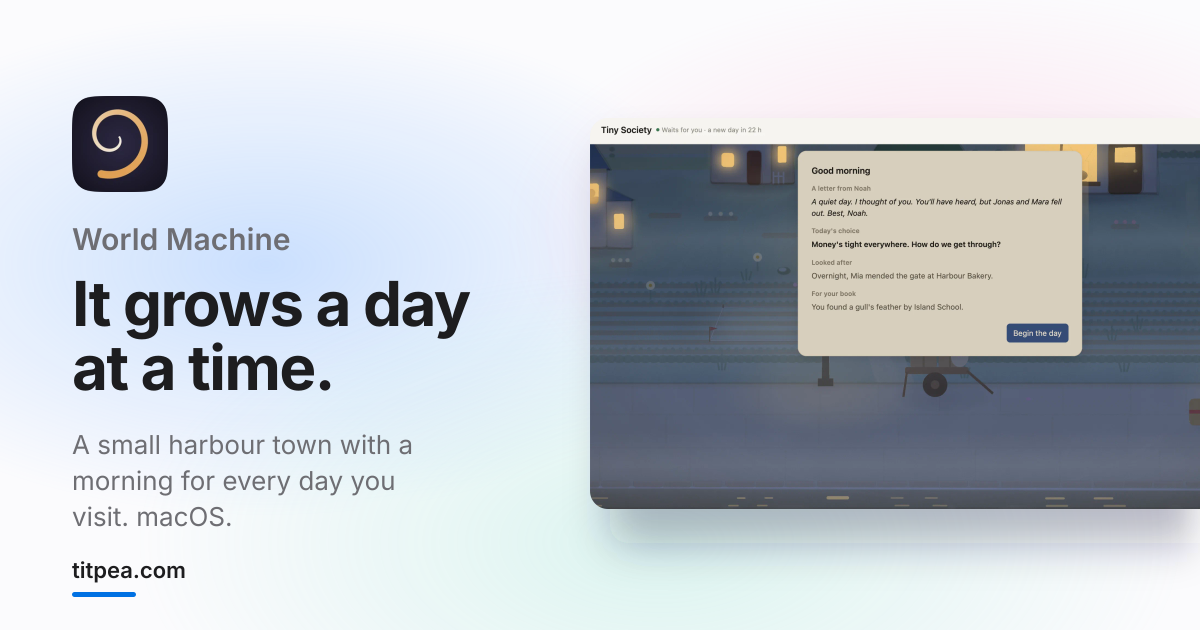 World Machine
It grows a day
at a time.
A small harbour town with a
morning for every day you
visit. macOS.
titpea.com
Tiny Society
Waits for you · a new day in 22 h
Good morning
A letter from Noah
A quiet day. I thought of you. You'll have heard, but Jonas and Mara fell
out. Best, Noah.
Today's choice
Money's tight everywhere. How do we get through?
Looked after
Overnight, Mia mended the gate at Harbour Bakery.
For your book
You found a gull's feather by Island School.
Begin the day